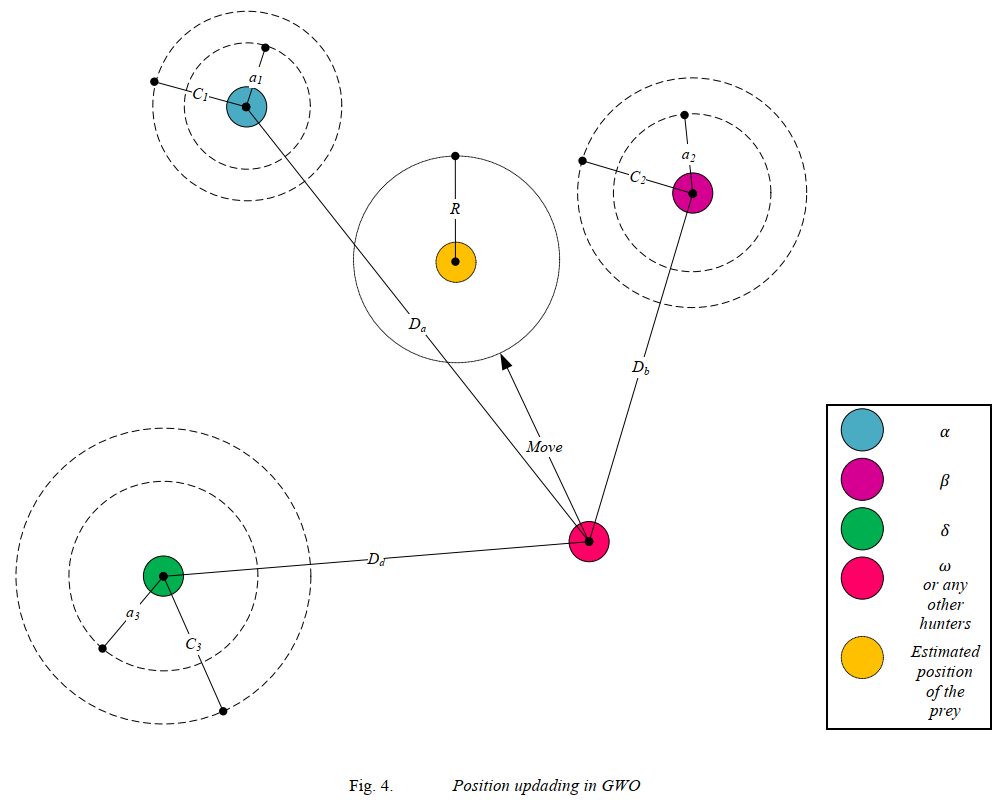 a1
C1
a2
C2
R
Da
Db
Move
Dd
a3
C3
α
β
δ
ω
or any
other
hunters
Estimated
position
of the
prey
Fig. 4. Position updading in GWO